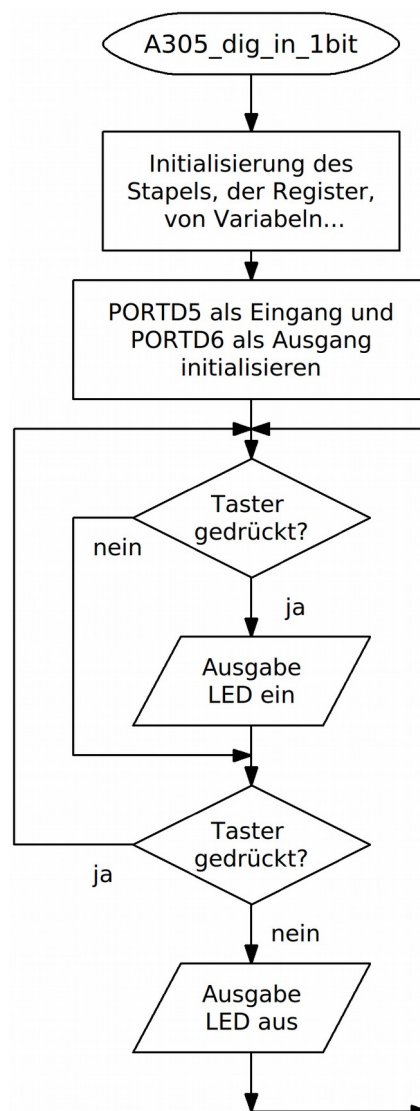 A305_dig_in_1bit
Initialisierung des
Stapels, der Register,
von Variabeln...
PORTD5 als Eingang und
PORTD6 als Ausgang
initialisieren
Taster
gedrückt?
nein
ja
Ausgabe
LED ein
Taster
gedrückt?
ja
nein
Ausgabe
LED aus